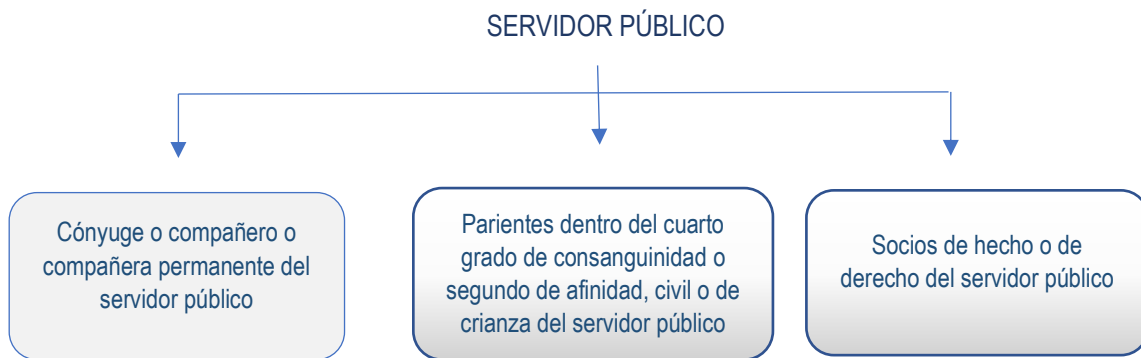 SERVIDOR PÚBLICO
Cónyuge o compañero o
compañera permanente del
servidor público
Parientes dentro del cuarto
grado de consanguinidad o
segundo de afinidad, civil o de
crianza del servidor público
Socios de hecho o de
derecho del servidor público